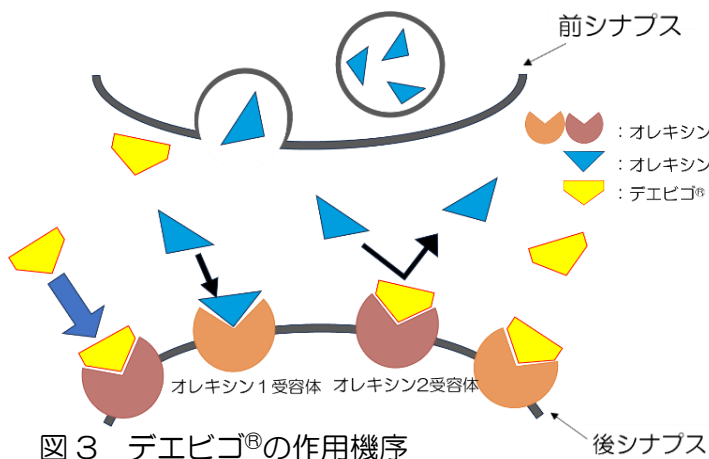 前シナプス
：オレキシン
：オレキシン
：デエビゴ®
オレキシン1受容体
オレキシン2受容体
後シナプス
図３　デエビゴ®の作用機序